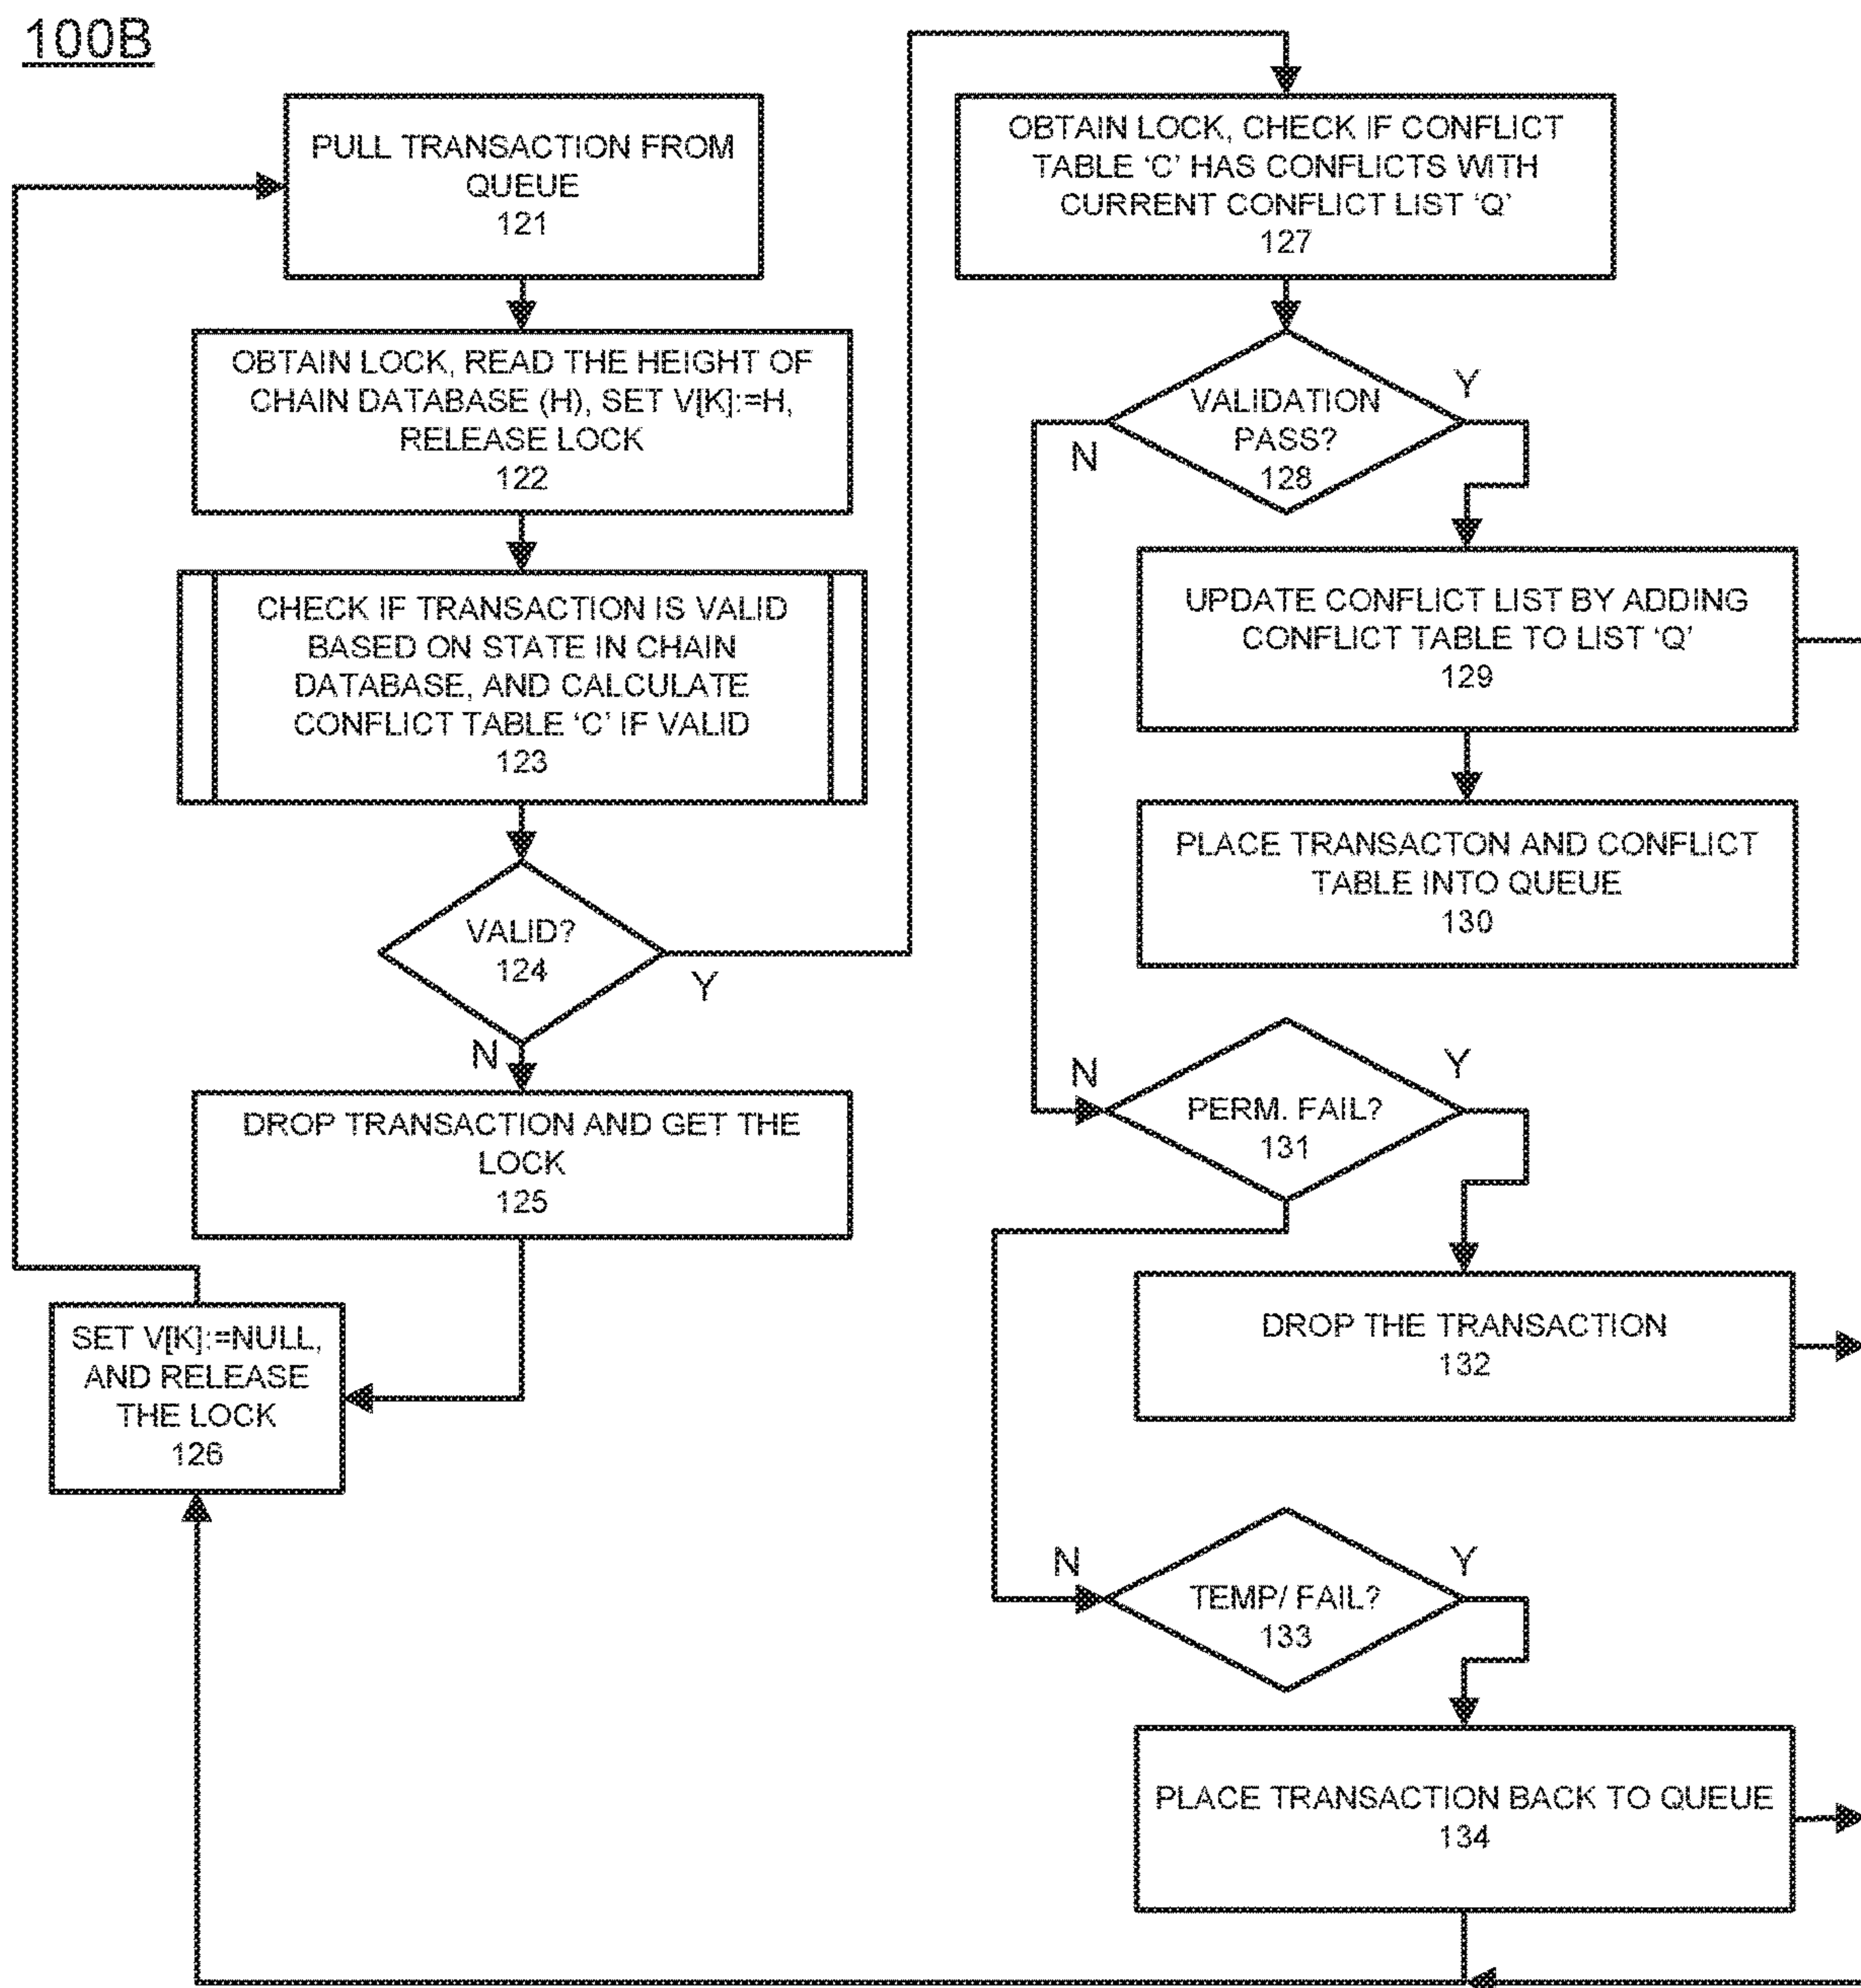 100B
PULL TRANSACTION FROM
QUEUE
121
OBTAIN LOCK, READ THE HEIGHT OF
CHAIN DATABASE (H), SET V[K]:=H,
RELEASE LOCK
122
CHECK IF TRANSACTION IS VALID
BASED ON STATE IN CHAIN
DATABASE, AND CALCULATE
CONFLICT TABLE ‘C’ IF VALID
123
VALID?
124
Y
N
DROP TRANSACTION AND GET THE
LOCK
125
SET V[K]:=NULL,
AND RELEASE
THE LOCK
126
OBTAIN LOCK, CHECK IF CONFLICT
TABLE ‘C’ HAS CONFLICTS WITH
CURRENT CONFLICT LIST ‘Q’
127
VALIDATION
PASS?
128
Y
N
UPDATE CONFLICT LIST BY ADDING
CONFLICT TABLE TO LIST ‘Q’
129
PLACE TRANSACTON AND CONFLICT
TABLE INTO QUEUE
130
N
Y
PERM. FAIL?
131
DROP THE TRANSACTION
132
N
Y
TEMP/ FAIL?
133
PLACE TRANSACTION BACK TO QUEUE
134